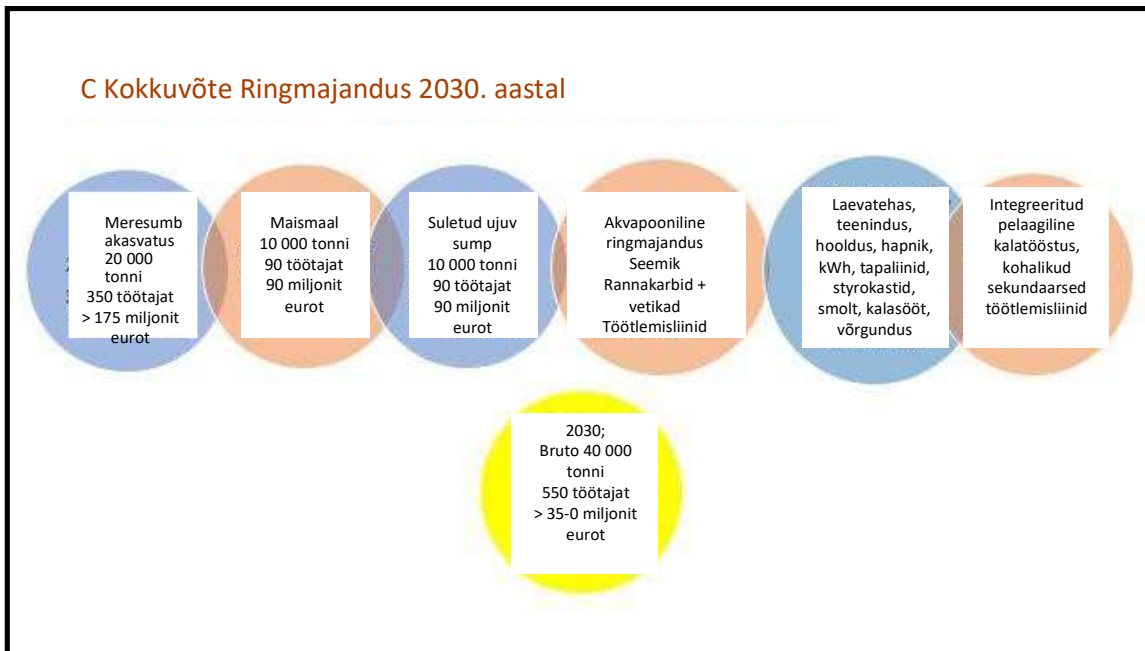 C Kokkuvõte Ringmajandus 2030. aastal
Meresumb
akasvatus
20 000
tonni
350 töötajat
> 175 miljonit
eurot
Maismaal
10 000 tonni
90 töötajat
90 miljonit
eurot
Suletud ujuv
sump
10 000 tonni
90 töötajat
90 miljonit
eurot
Akvapooniline
ringmajandus
Seemik
Rannakarbid +
vetikad
Töötlemisliinid
Laevatehas,
teenindus,
hooldus, hapnik,
kWh, tapaliinid,
styrokastid,
smolt, kalasööt,
võrgundus
Integreeritud
pelaagiline
kalatööstus,
kohalikud
sekundaarsed
töötlemisliinid
2030;
Bruto 40 000
tonni
550 töötajat
> 35-0 miljonit
eurot